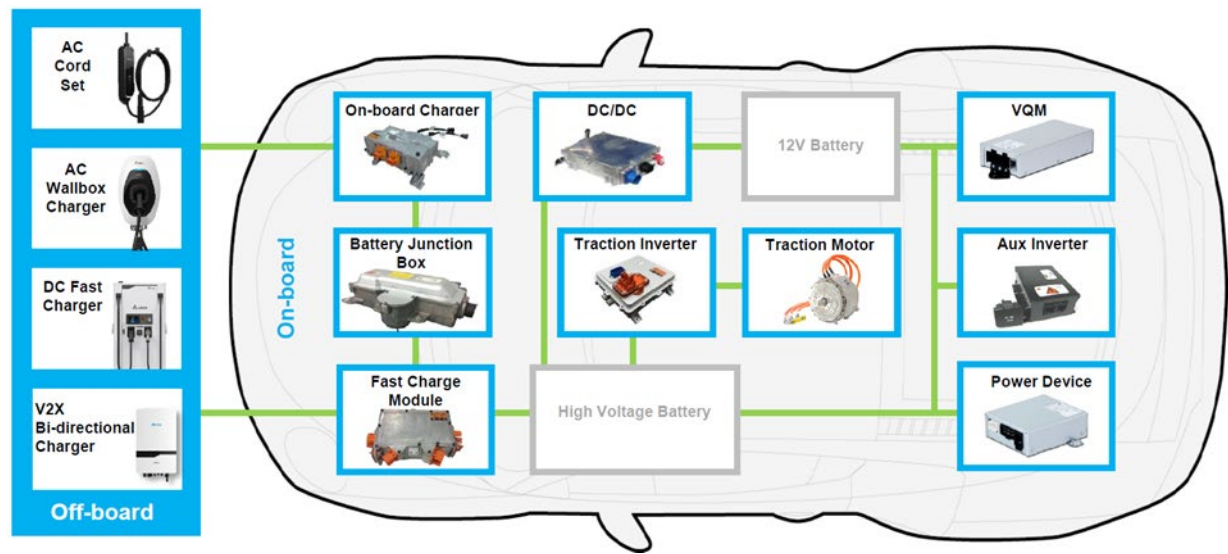 AC
Cord
Set
AC
Wallbox
Charger
DC Fast
Charger
V2X
Bi-directional
Charger
Off-board
On-board
On-board Charger
DC/DC
12V Battery
VQM
Battery Junction
Box
Traction Inverter
Traction Motor
Aux Inverter
Fast Charge
Module
High Voltage Battery
Power Device